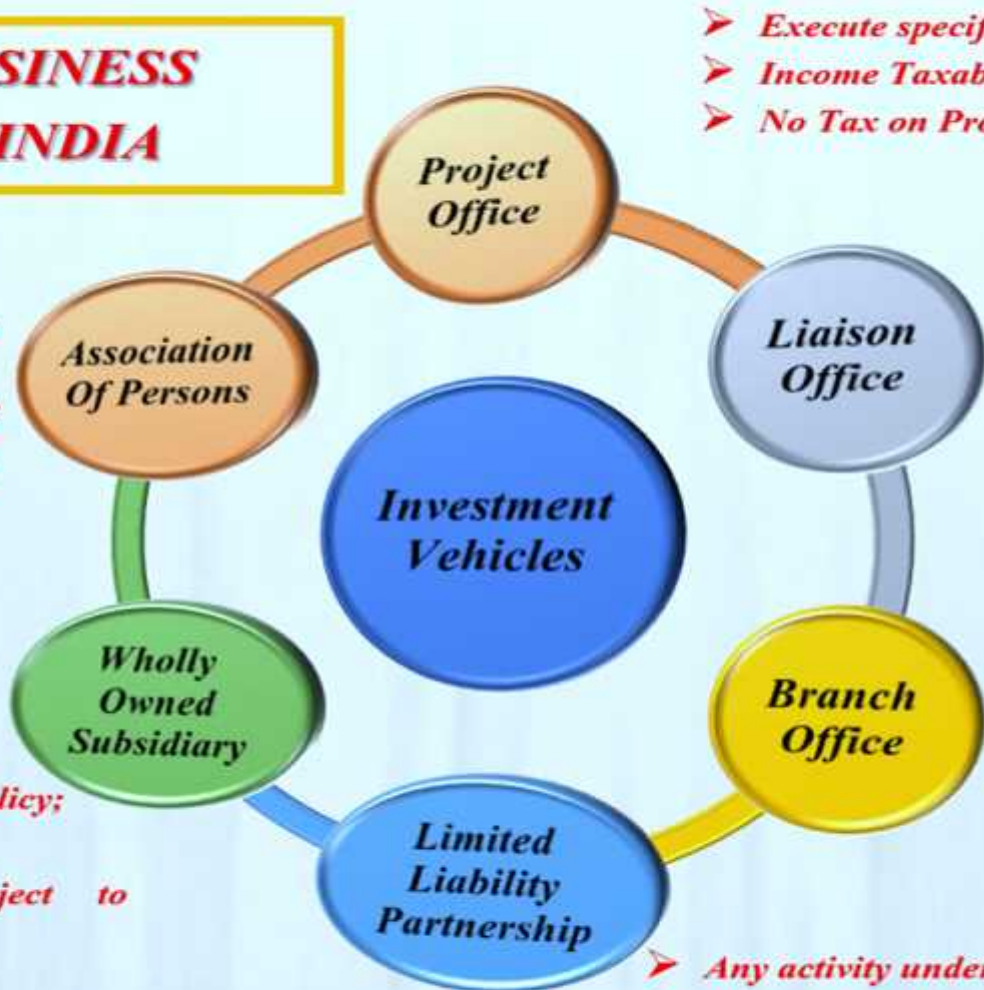 SINESS
INDIA
➤ Execute specif
➤ Income Taxab
➤ No Tax on Pro
Project
Office
Association
Of Persons
Liaison
Office
Investment
Vehicles
Wholly
Owned
Subsidiary
Branch
Office
licy;
ject to
Limited
Liability
Partnership
➤ Any activity under